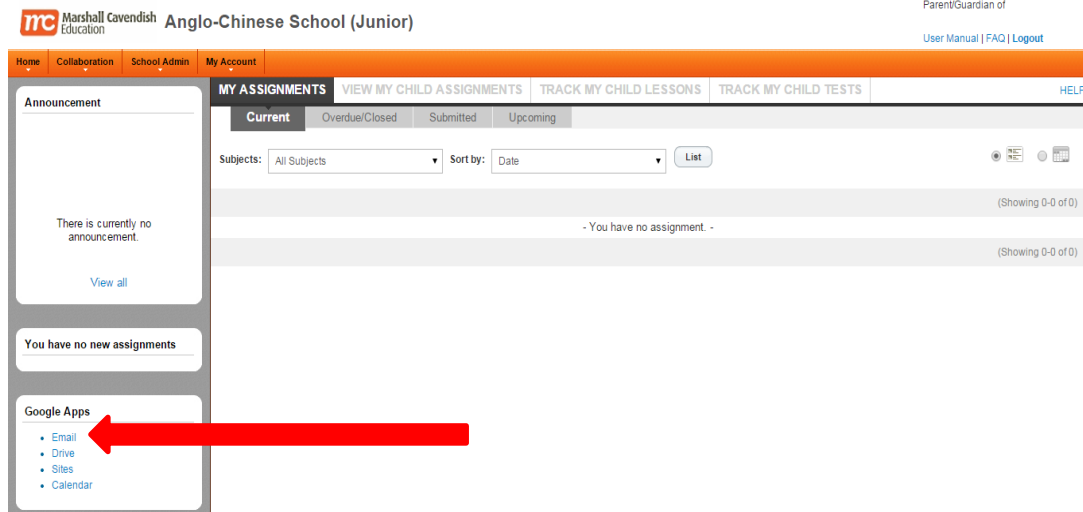 Parent/Guardian of
mc Marshall Cavendish Education
Anglo-Chinese School (Junior)
User Manual | FAQ | Logout
Home Collaboration School Admin My Account
MY ASSIGNMENTS VIEW MY CHILD ASSIGNMENTS TRACK MY CHILD LESSONS TRACK MY CHILD TESTS HELP
Announcement
Current Overdue/Closed Submitted Upcoming
Subjects: All Subjects Sort by: Date List
(Showing 0-0 of 0)
There is currently no
announcement.
- You have no assignment. -
(Showing 0-0 of 0)
View all
You have no new assignments
Google Apps
• Email
• Drive
• Sites
• Calendar